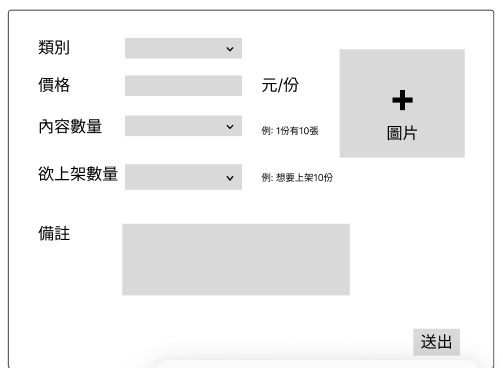 類別
價格
元/份
內容數量
例: 1份有10張
欲上架數量
例: 想要上架10份
圖片
備註
送出